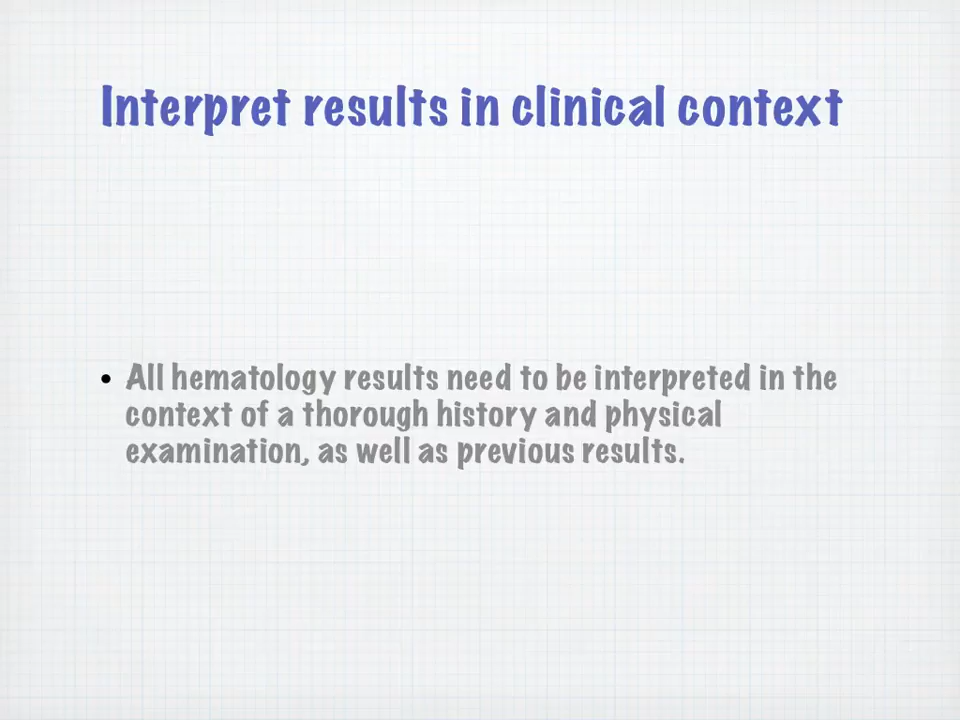 Interpret results in clinical context
• All hematology results need to be interpreted in the
context of a thorough history and physical
examination, as well as previous results.